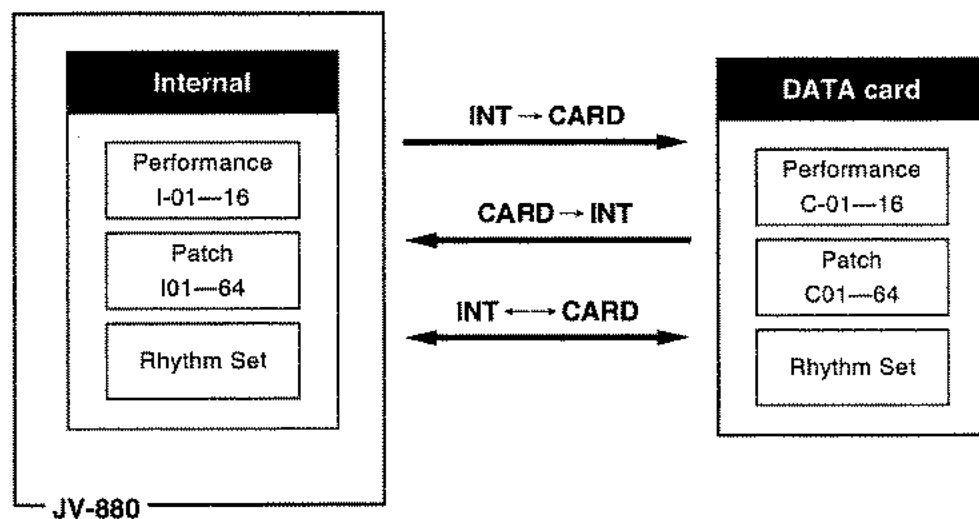 Internal
Performance
I-01—16
Patch
I01—64
Rhythm Set
JV-880
INT → CARD
CARD → INT
INT ←→ CARD
DATA card
Performance
C-01—16
Patch
C01—64
Rhythm Set